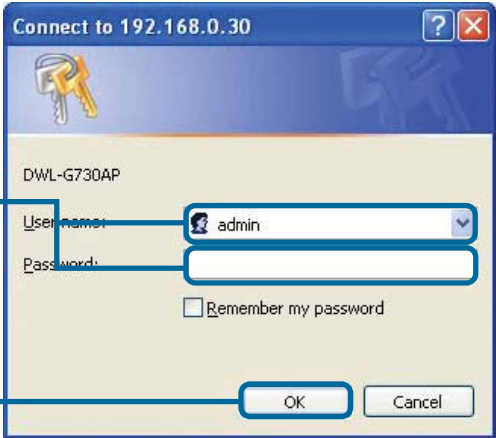 Connect to 192.168.0.30
DWL-G730AP
User name:
admin
Password:
Remember my password
OK
Cancel